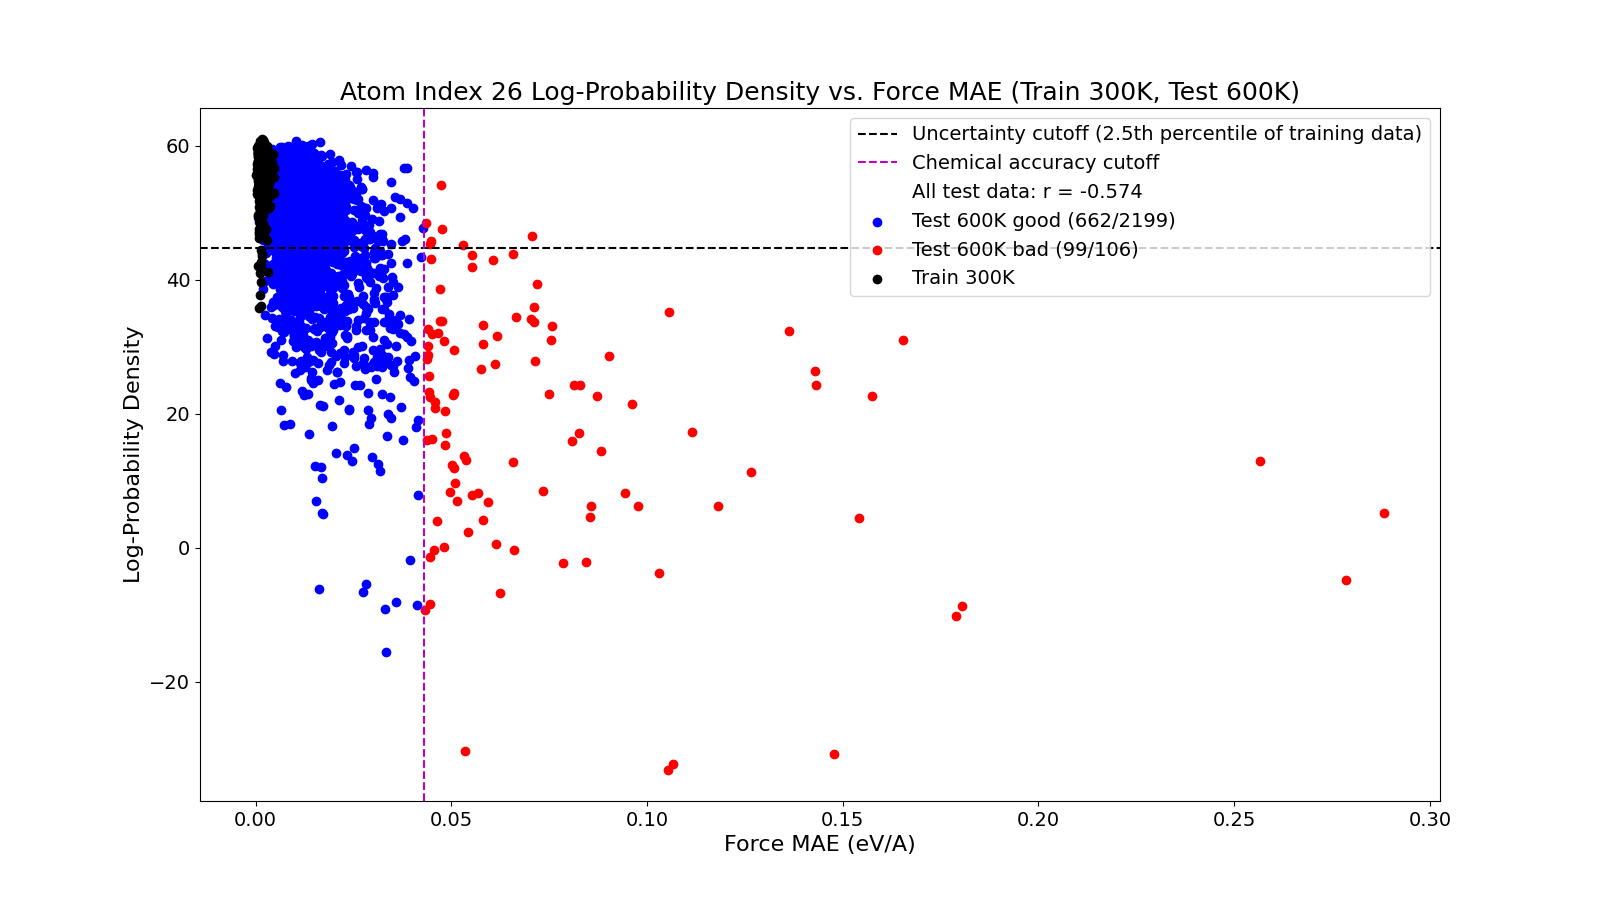 Atom Index 26 Log-Probability Density vs. Force MAE (Train 300K, Test 600K)
Uncertainty cutoff (2.5th percentile of training data)
Chemical accuracy cutoff
All test data: r = -0.574
Test 600K good (662/2199)
Test 600K bad (99/106)
Train 300K
Log-Probability Density
60
40
20
0
−20
0.00 0.05 0.10 0.15 0.20 0.25 0.30
Force MAE (eV/A)